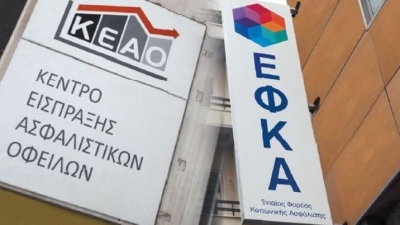 ΚΕΑΟ
ΚΕΝΤΡΟ
ΕΙΣΠΡΑΞΗΣ
ΑΣΦΑΛΙΣΤΙΚΩΝ
ΟΦΕΙΛΩΝ
ΕΦΚΑ
Ενιαίος Φορέας
Κοινωνικής Ασφάλισης